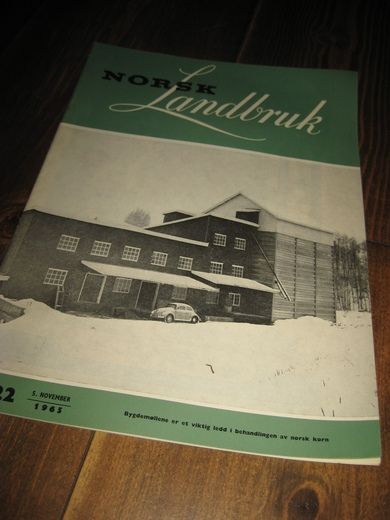 NORSK
Landbruk
22
5. NOVEMBER
1965
Bygdemøllene er et viktig ledd i behandlingen av norsk korn